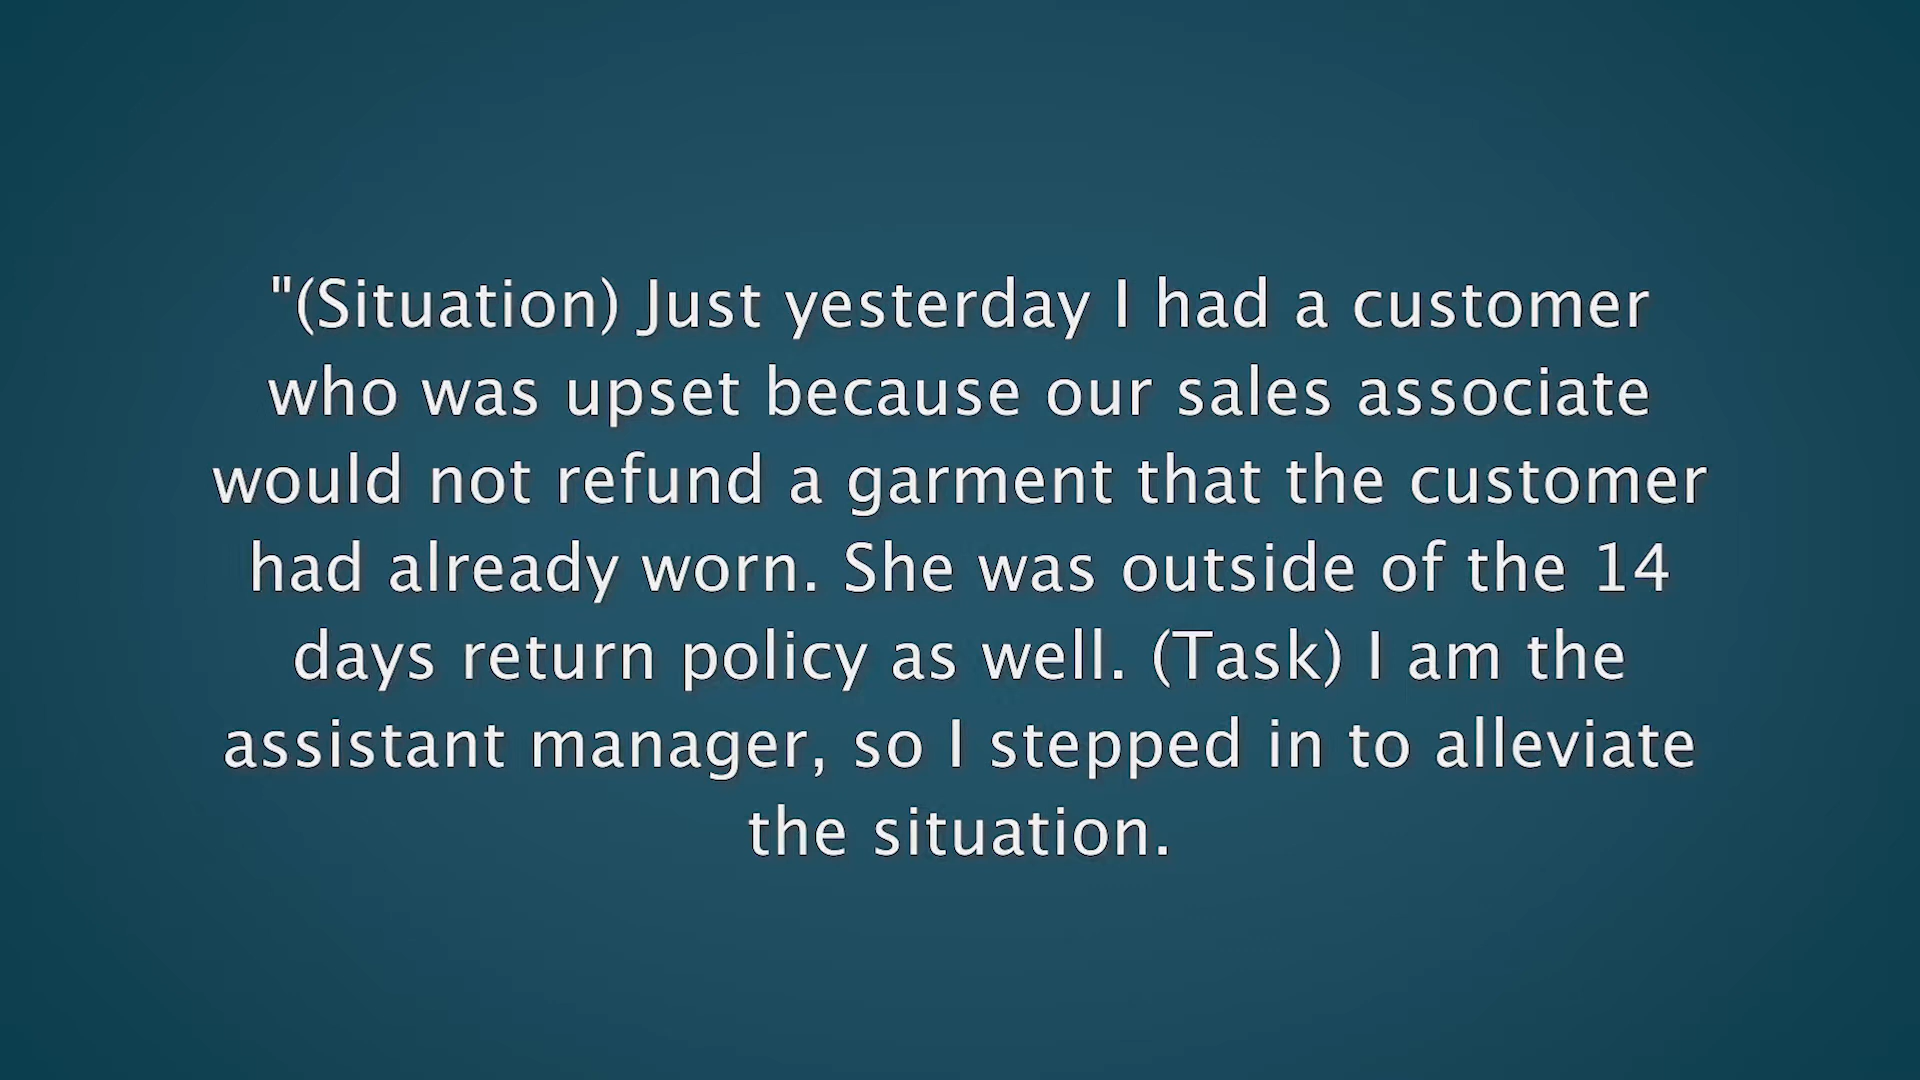 "(Situation) Just yesterday I had a customer
who was upset because our sales associate
would not refund a garment that the customer
had already worn. She was outside of the 14
days return policy as well. (Task) I am the
assistant manager, so I stepped in to alleviate
the situation.